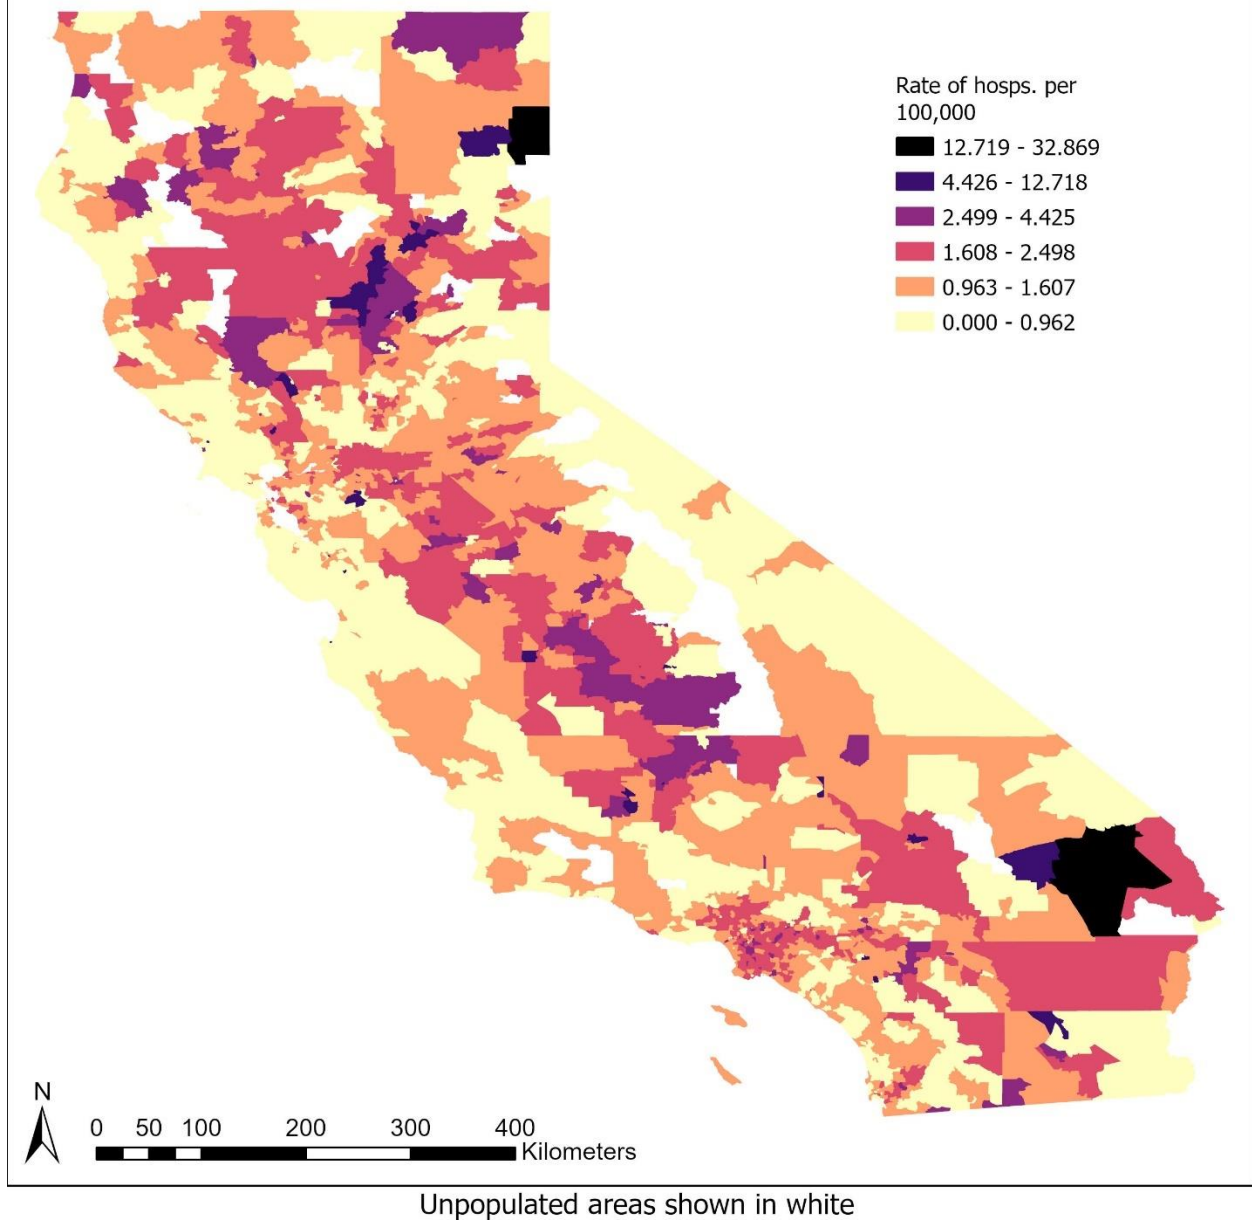 Rate of hosps. per
100,000
12.719 - 32.869
4.426 - 12.718
2.499 - 4.425
1.608 - 2.498
0.963 - 1.607
0.000 - 0.962
N
0 50 100 200 300 400
Kilometers
Unpopulated areas shown in white